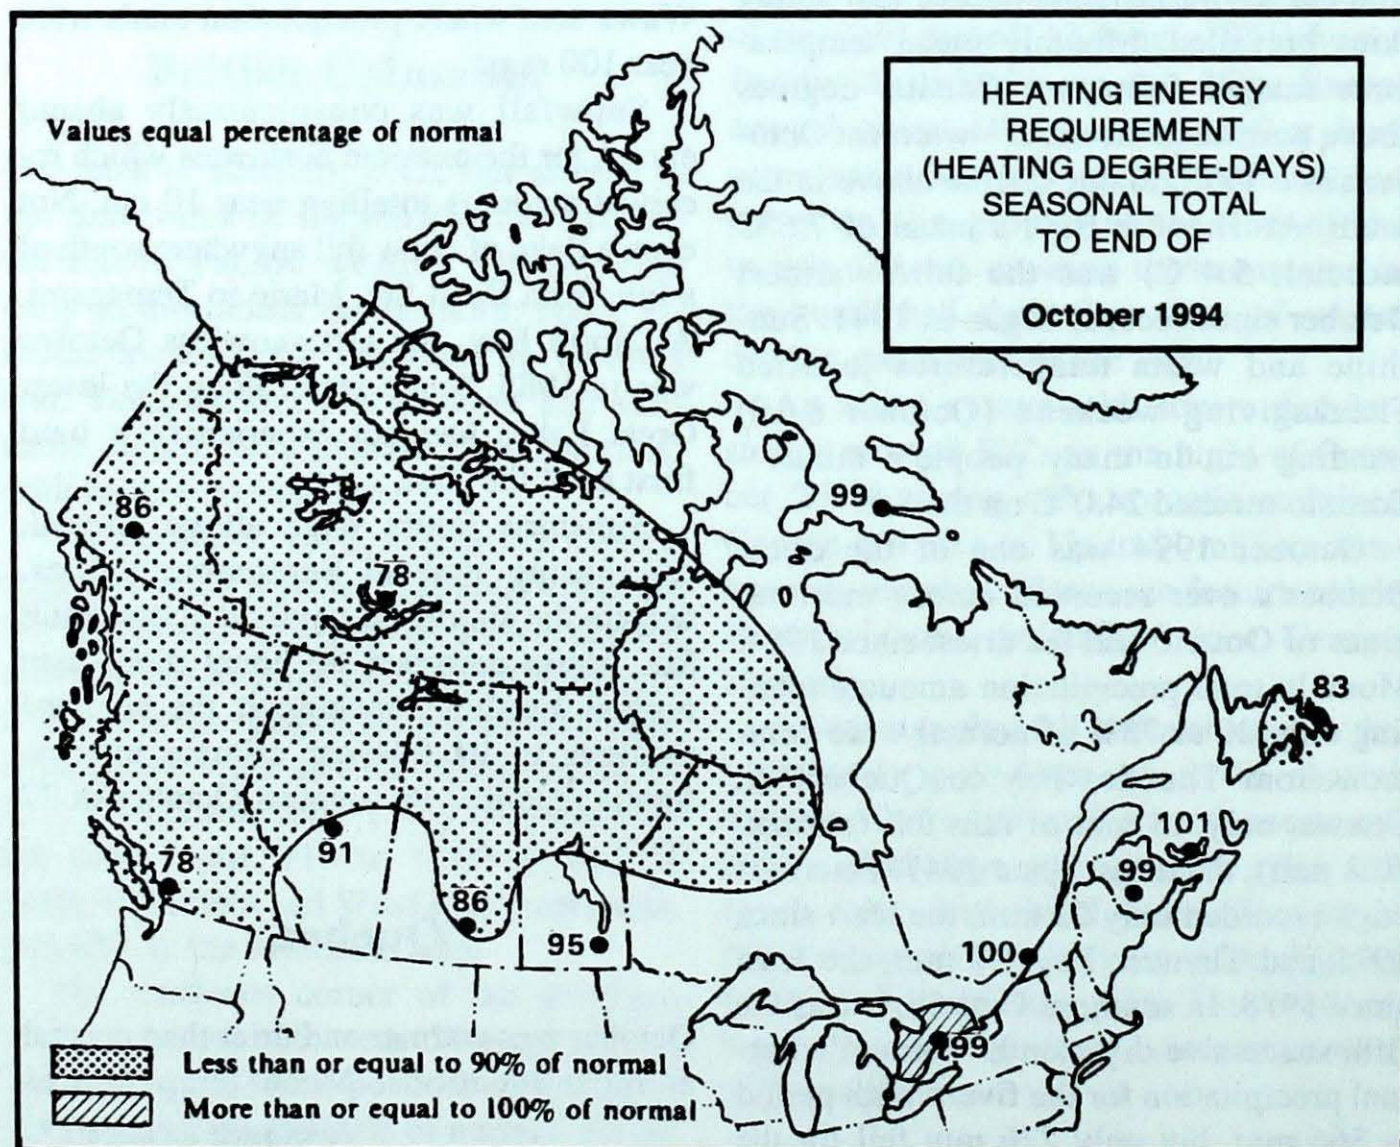 Values equal percentage of normal
HEATING ENERGY
REQUIREMENT
(HEATING DEGREE-DAYS)
SEASONAL TOTAL
TO END OF
October 1994
86
78
99
83
78
91
86
95
101
99
100
99
Less than or equal to 90% of normal
More than or equal to 100% of normal